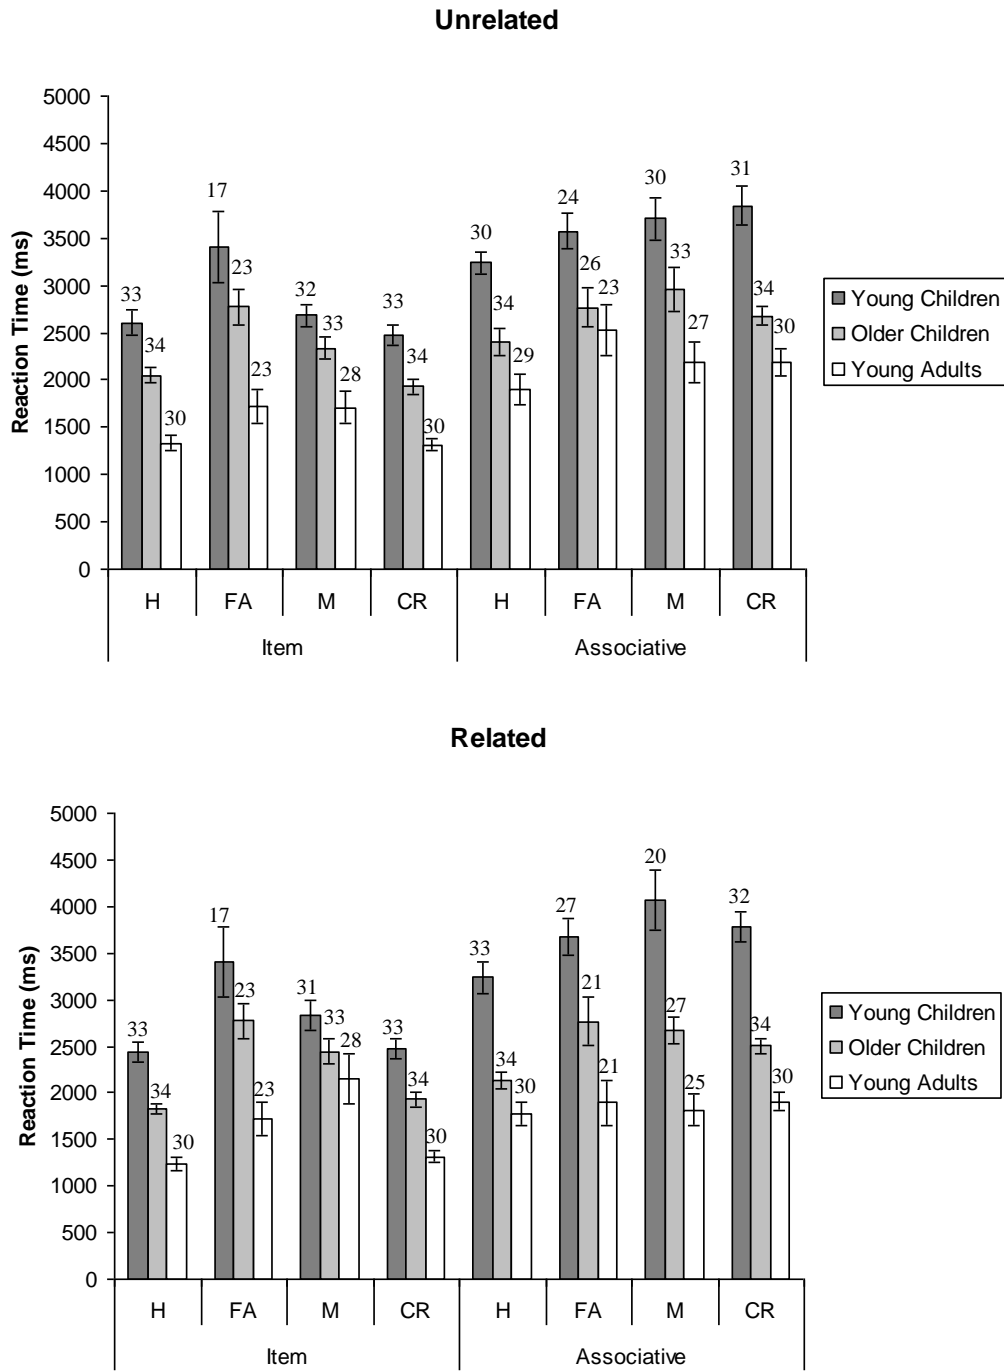 Unrelated
5000
4500
4000
3500
3000
2500
2000
1500
1000
500
0
Reaction Time (ms)
33 34 30 17 23 23 32 33 28 33 34 30 30 34 29 24 26 23 30 33 27 31 34 30
H FA M CR H FA M CR
Item Associative
Young Children
Older Children
Young Adults
Related
5000
4500
4000
3500
3000
2500
2000
1500
1000
500
0
Reaction Time (ms)
33 34 30 17 23 23 31 33 28 33 34 30 33 34 30 27 21 21 20 27 25 32 34 30
H FA M CR H FA M CR
Item Associative
Young Children
Older Children
Young Adults